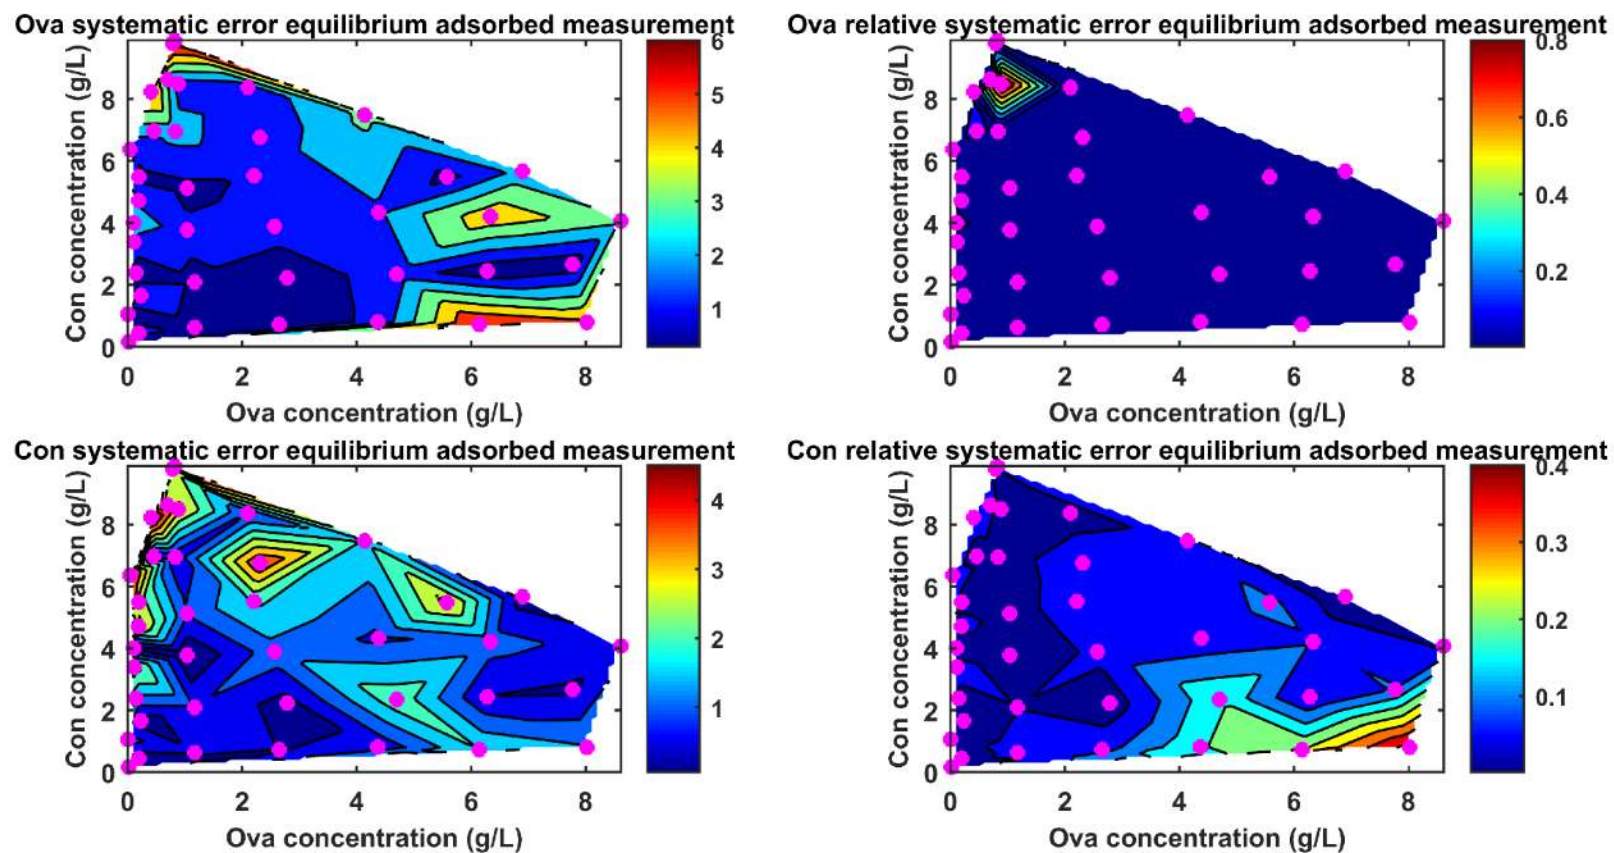 Ova systematic error equilibrium adsorbed measurement
Con concentration (g/L)
8
6
4
2
0
0 2 4 6 8
Ova concentration (g/L)
6
5
4
3
2
1
Ova relative systematic error equilibrium adsorbed measurement
Con concentration (g/L)
8
6
4
2
0
0 2 4 6 8
Ova concentration (g/L)
0.8
0.6
0.4
0.2
Con systematic error equilibrium adsorbed measurement
Con concentration (g/L)
8
6
4
2
0
0 2 4 6 8
Ova concentration (g/L)
4
3
2
1
Con relative systematic error equilibrium adsorbed measurement
Con concentration (g/L)
8
6
4
2
0
0 2 4 6 8
Ova concentration (g/L)
0.4
0.3
0.2
0.1